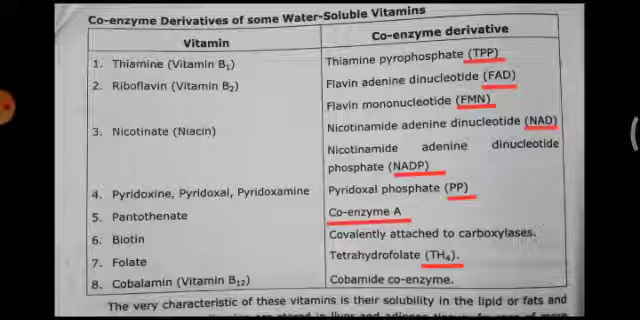 Co-enzyme Derivatives of some Water-Soluble Vitamins
Vitamin Co-enzyme derivative
1. Thiamine (Vitamin B₁) Thiamine pyrophosphate (TPP)
2. Riboflavin (Vitamin B₂) Flavin adenine dinucleotide (FAD)
Flavin mononucleotide (FMN)
3. Nicotinate (Niacin) Nicotinamide adenine dinucleotide (NAD)
Nicotinamide adenine dinucleotide
phosphate (NADP)
4. Pyridoxine, Pyridoxal, Pyridoxamine Pyridoxal phosphate (PP)
5. Pantothenate Co-enzyme A
6. Biotin Covalently attached to carboxylases.
7. Folate Tetrahydrofolate (TH₄).
8. Cobalamin (Vitamin B₁₂) Cobamide co-enzyme.
The very characteristic of these vitamins is their solubility in the lipid or fats and